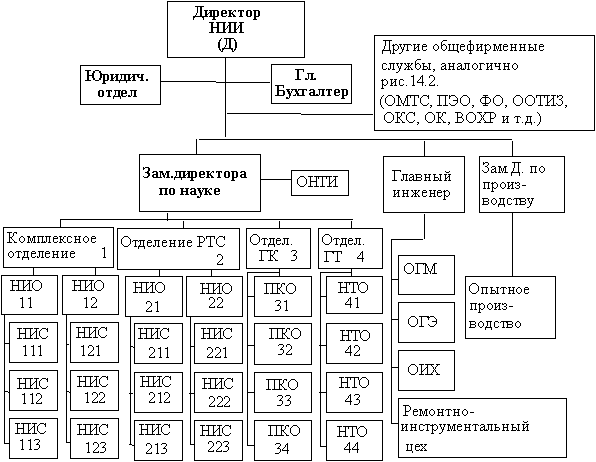 Директор
НИИ
(Д)
Юридич.
отдел
Гл.
Бухгалтер
Другие общефирменные
службы, аналогично
рис.14.2.
(ОМТС, ПЭО, ФО, ООТИЗ,
ОКС, ОК, ВОХР и т.д.)
Зам.директора
по науке
ОНТИ
Главный
инженер
Зам.Д. по
произ-
водству
Комплексное
отделение 1
Отделение РТС
2
Отдел.
ГК 3
Отдел.
ГТ 4
НИО
11
НИО
12
НИО
21
НИО
22
ПКО
31
НТО
41
НИС
111
НИС
121
НИС
211
НИС
221
ПКО
32
НТО
42
НИС
112
НИС
122
НИС
212
НИС
222
ПКО
33
НТО
43
НИС
113
НИС
123
НИС
213
НИС
223
ПКО
34
НТО
44
ОГМ
ОГЭ
ОИХ
Ремонтно-
инструментальный
цех
Опытное
произ-
водство